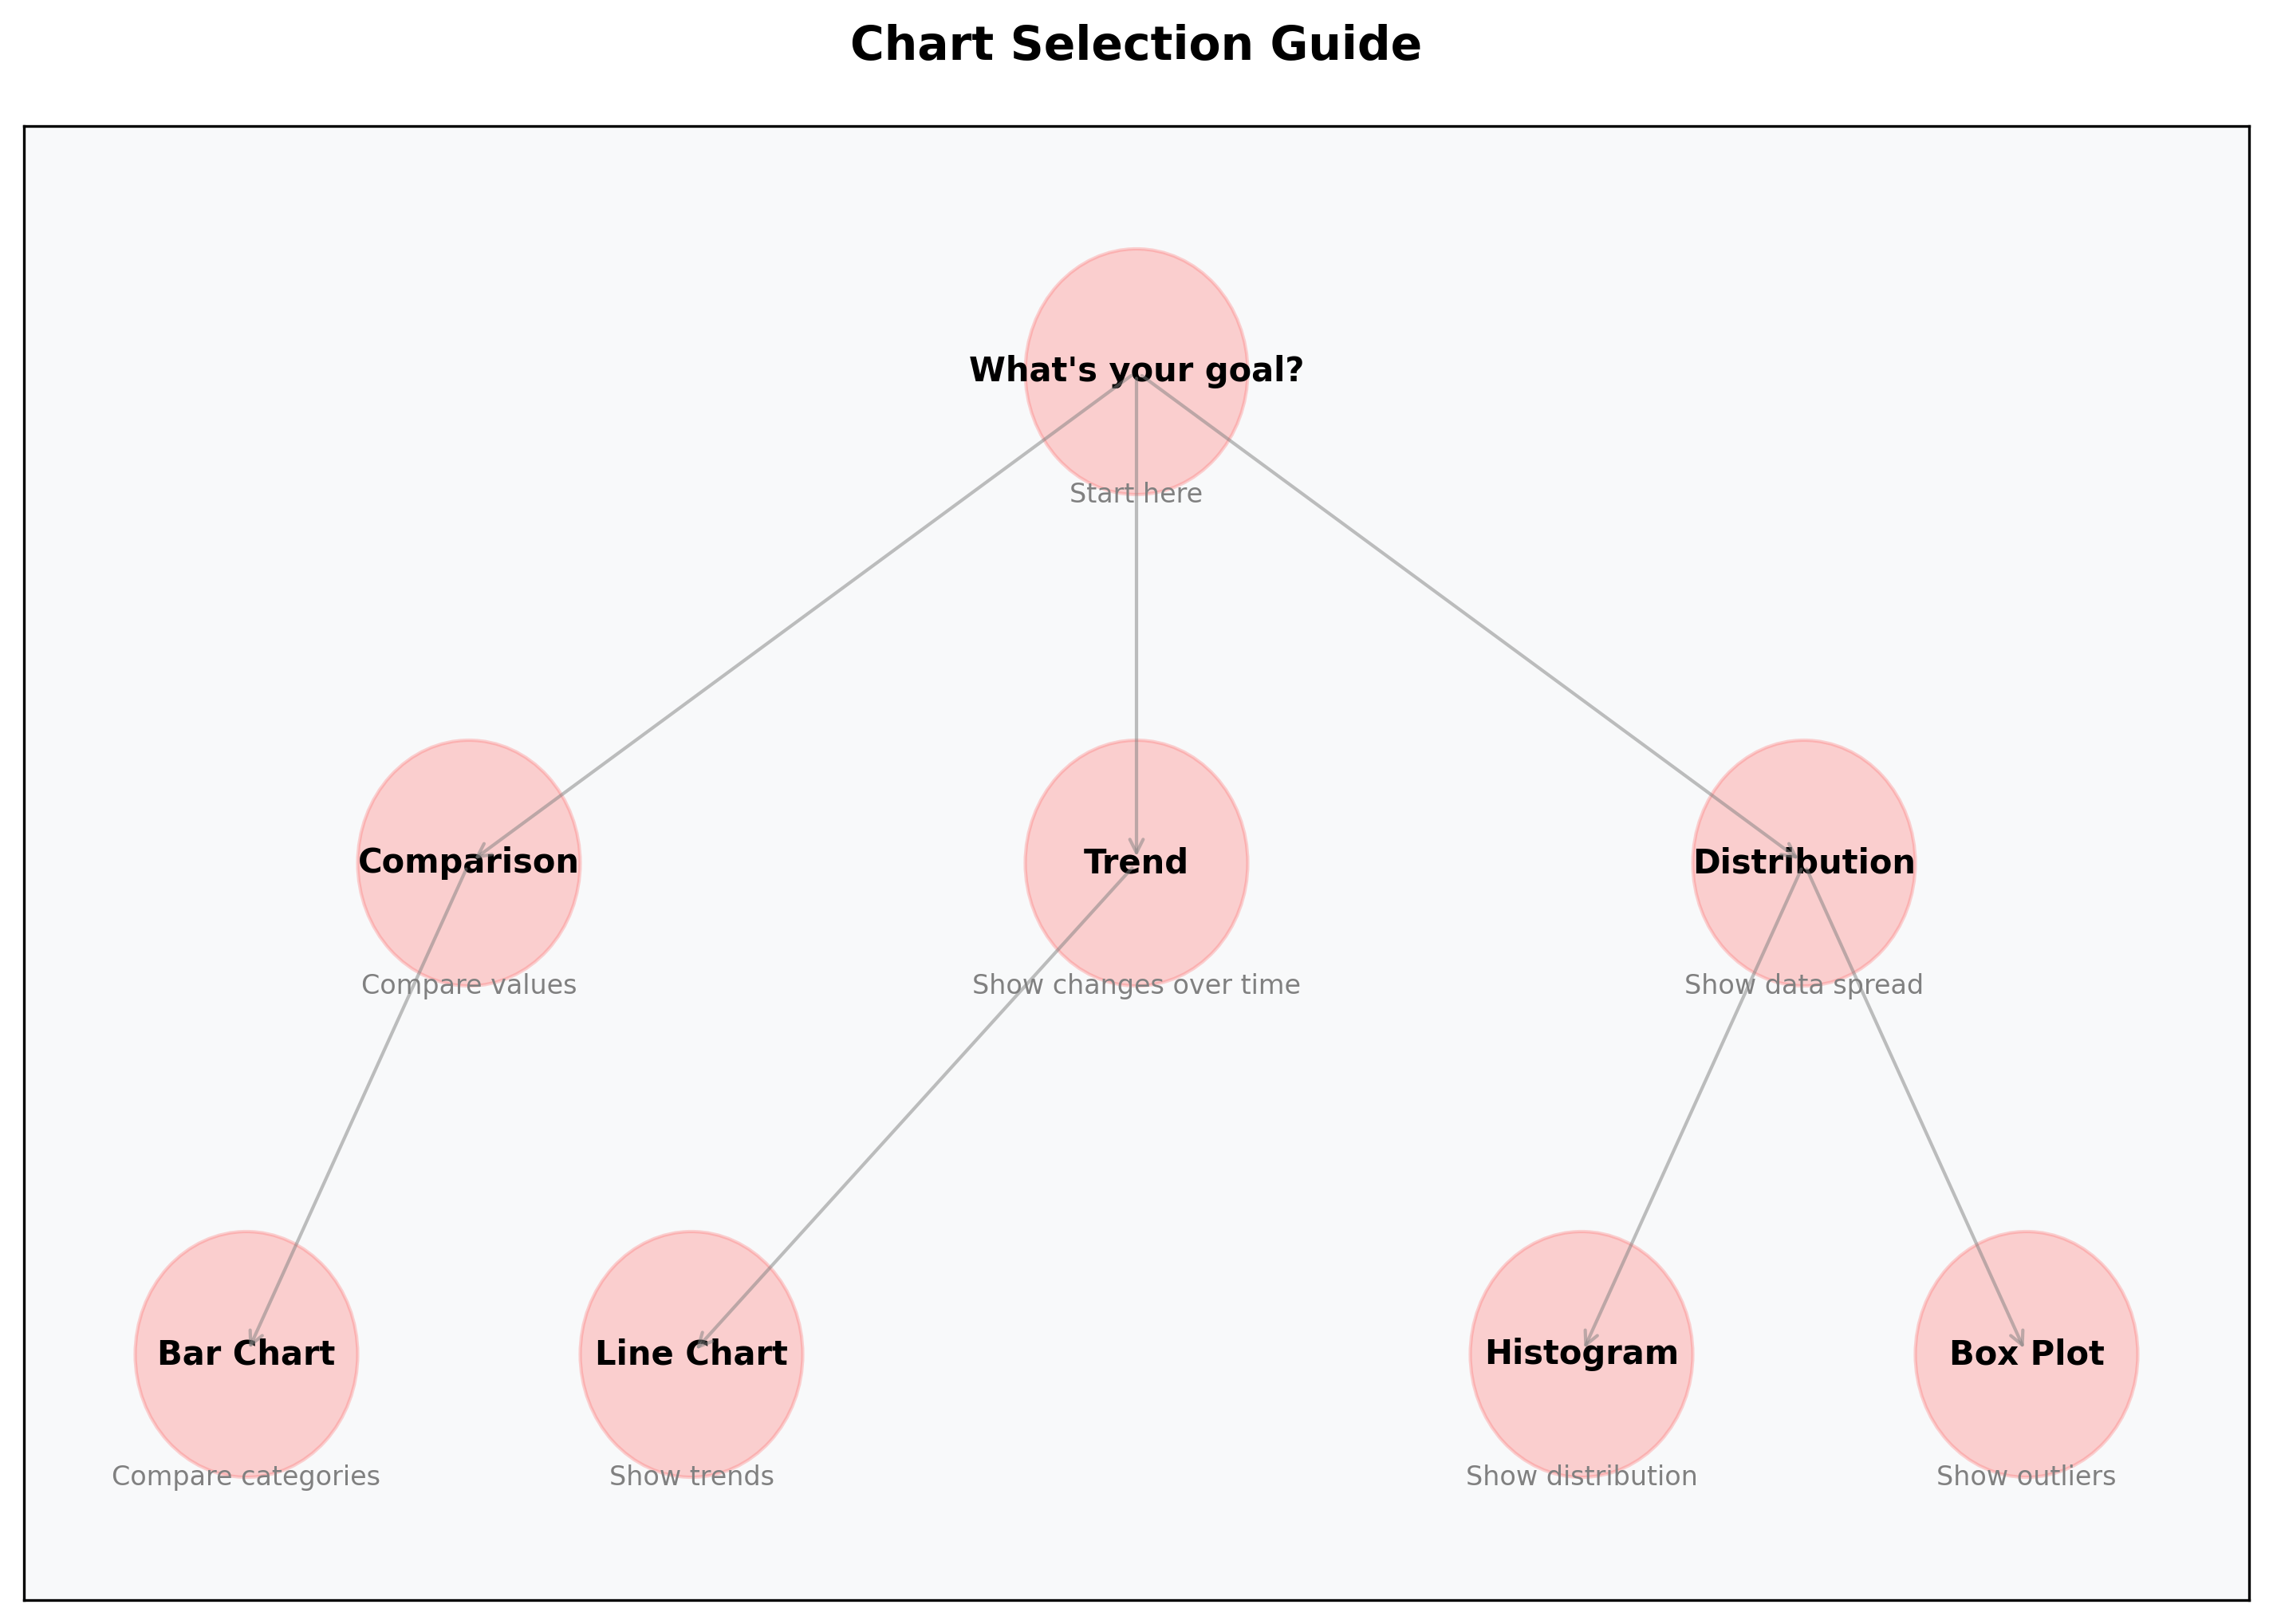 Chart Selection Guide
What's your goal?
Start here
Comparison
Trend
Distribution
Compare values
Show changes over time
Show data spread
Bar Chart
Line Chart
Histogram
Box Plot
Compare categories
Show trends
Show distribution
Show outliers